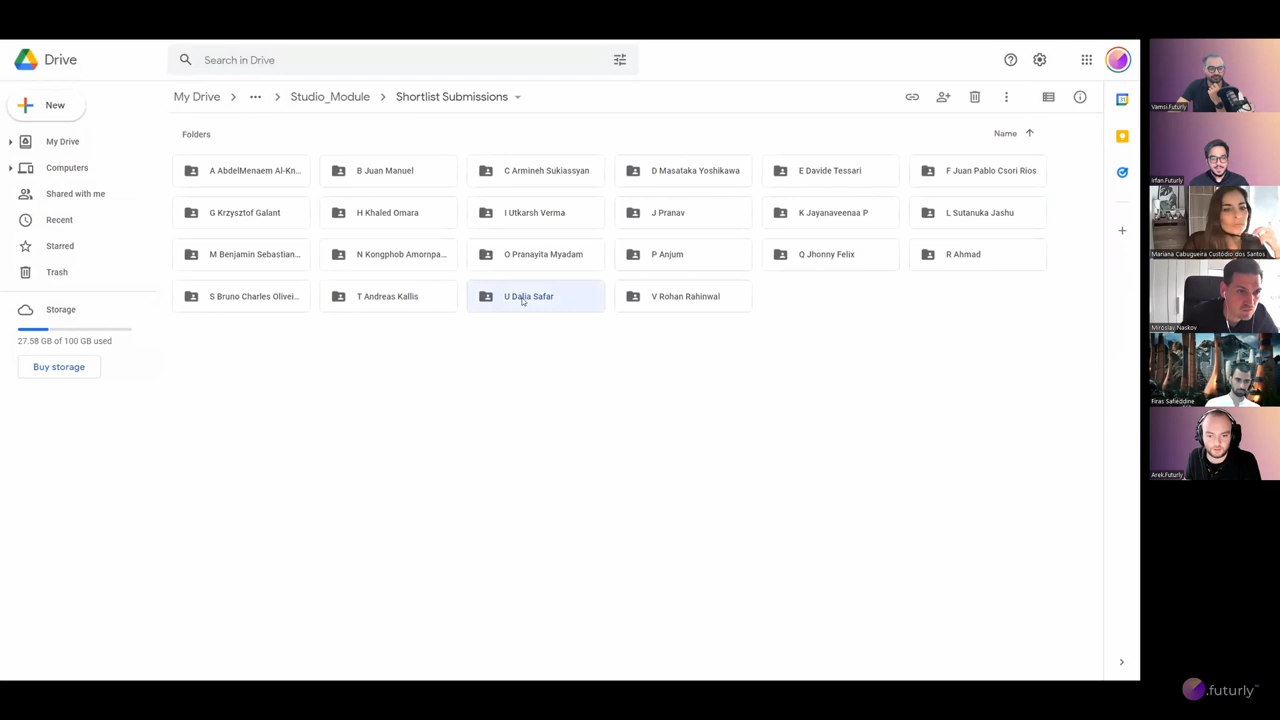 Drive
Search in Drive
New
My Drive
Computers
Shared with me
Recent
Starred
Trash
Storage
27.58 GB of 100 GB used
Buy storage
My Drive ... Studio_Module Shortlist Submissions
Folders Name
A AbdelMenaem Al-Kn... B Juan Manuel C Armineh Sukiassyan D Masataka Yoshikawa E Davide Tessari F Juan Pablo Csori Rios
G Krzysztof Galant H Khaled Omara I Utkarsh Verma J Pranav K Jayanaveenaa P L Sutanuka Jashu
M Benjamin Sebastian... N Kongphob Amornpa... O Pranayita Myadam P Anjum Q Jhonny Felix R Ahmad
S Bruno Charles Olivei... T Andreas Kallis U Dalia Safar V Rohan Rahinwal
Vamsi.Futurly
Irfan.Futurly
Mariana Cabugueira Custódio dos Santos
Miroslav Naskov
Firas Safieddine
Arek.Futurly
.futurly™